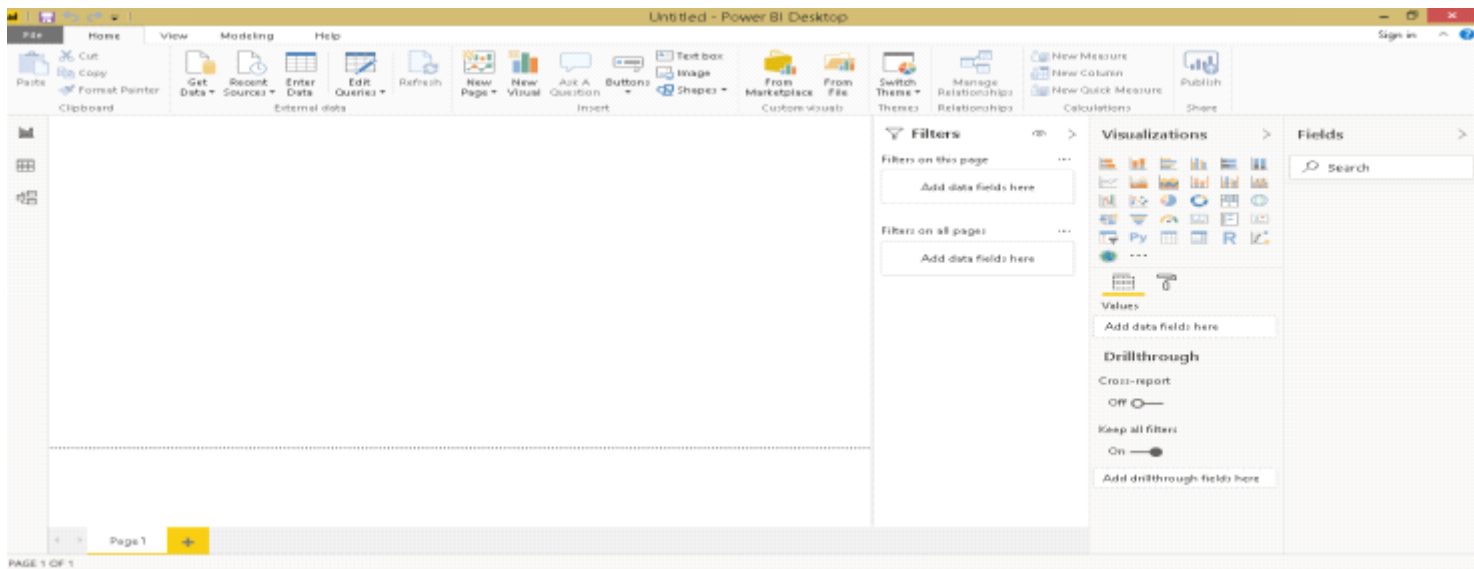 Untitled - Power BI Desktop
File Home View Modeling Help Sign in
Paste
Cut
Copy
Format Painter
Clipboard
Get Data
Recent Sources
Enter Data
Edit Queries
External data
Refresh
New Page
New Visual
Ask A Question
Buttons
Text box
Image
Shapes
Insert
From Marketplace
From File
Custom visuals
Switch Theme
Themes
Manage Relationships
Relationships
New Measure
New Column
New Quick Measure
Calculations
Publish
Share
Filters
Filters on this page
...
Add data fields here
Filters on all pages
...
Add data fields here
Visualizations
Py
R
...
Values
Add data fields here
Drillthrough
Cross-report
Off
Keep all filters
On
Add drillthrough fields here
Fields
Search
Page 1
PAGE 1 OF 1